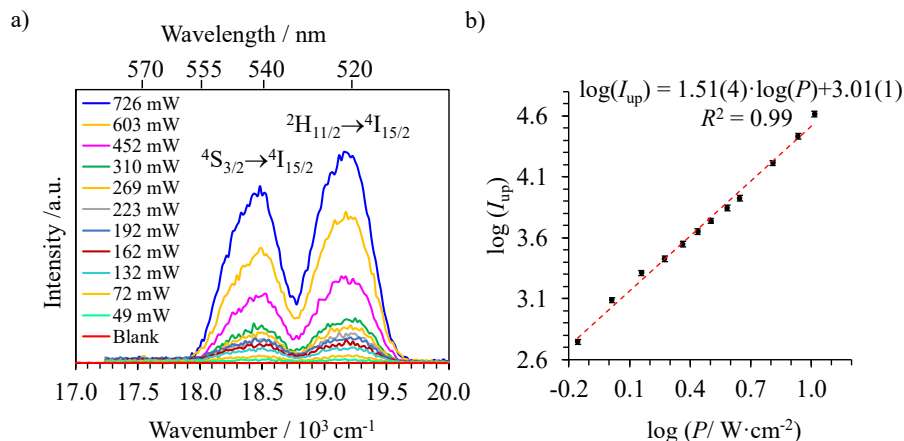 a)
Wavelength / nm
570 555 540 520
726 mW
603 mW
452 mW
310 mW
269 mW
223 mW
192 mW
162 mW
132 mW
72 mW
49 mW
Blank
⁴S₃/₂→⁴I₁₅/₂
²H₁₁/₂→⁴I₁₅/₂
Intensity /a.u.
17.0 18.0 18.5 19.0 19.5 20.0
Wavenumber / 10³ cm⁻¹
b)
log(I_up) = 1.51(4)·log(P)+3.01(1)
R² = 0.99
log (I_up)
4.6
4.1
3.6
3.1
2.6
-0.2 0.1 0.4 0.7 1.0
log (P/ W·cm⁻²)